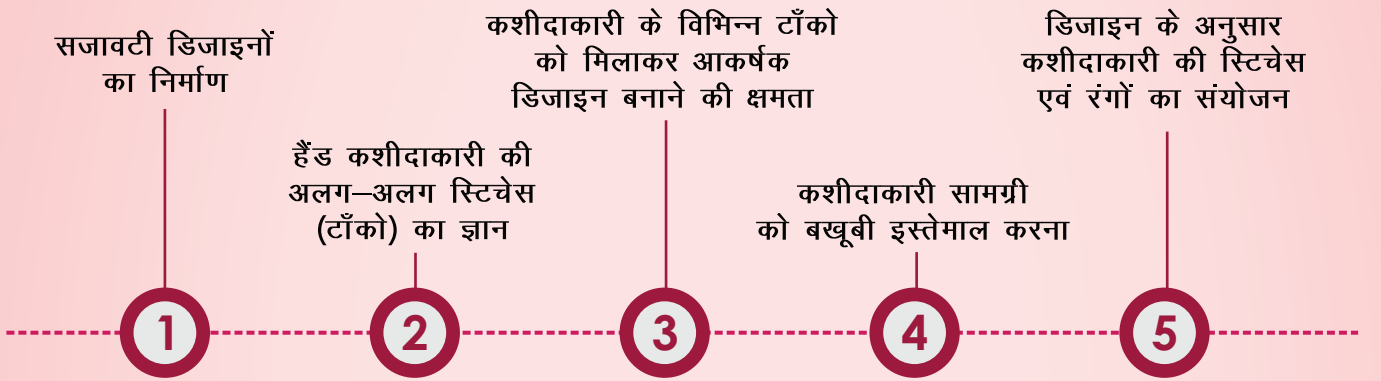 सजावटी डिजाइनों
का निर्माण
हैंड कशीदाकारी की
अलग–अलग स्टिचेस
(टाँको) का ज्ञान
कशीदाकारी के विभिन्न टाँको
को मिलाकर आकर्षक
डिजाइन बनाने की क्षमता
कशीदाकारी सामग्री
को बखूबी इस्तेमाल करना
डिजाइन के अनुसार
कशीदाकारी की स्टिचेस
एवं रंगों का संयोजन
1
2
3
4
5